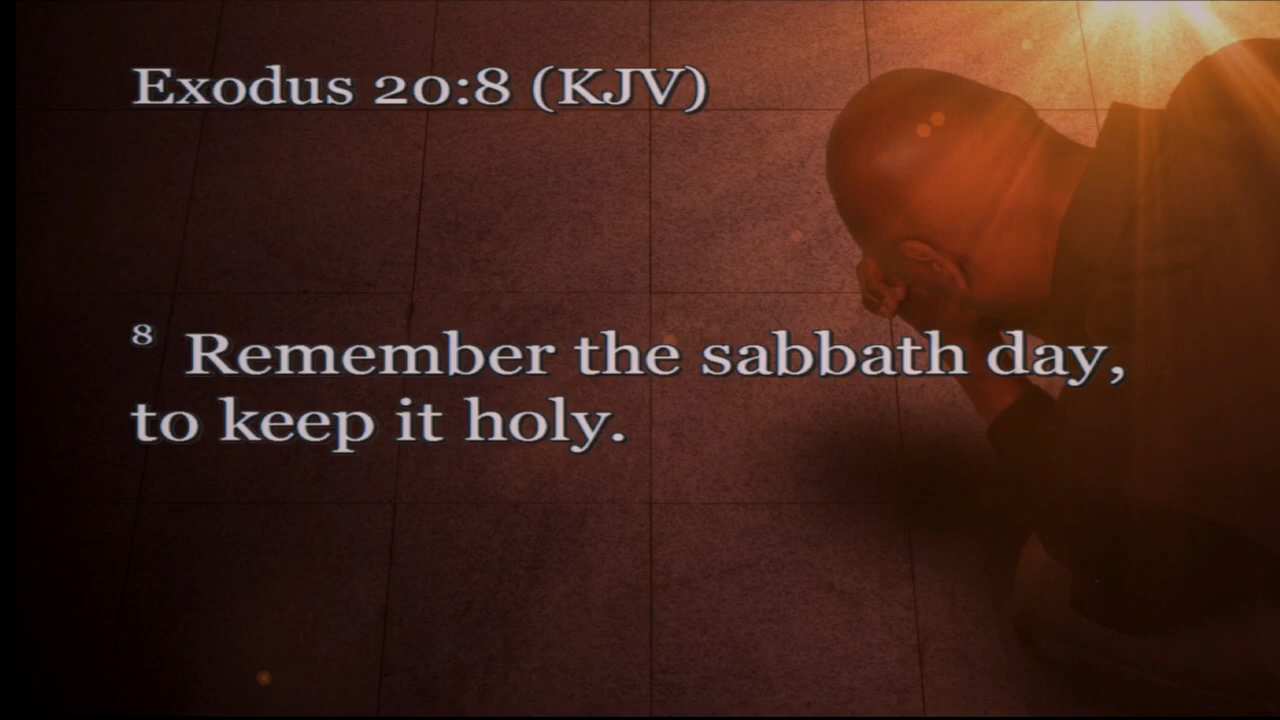 Exodus 20:8 (KJV)
8 Remember the sabbath day,
to keep it holy.